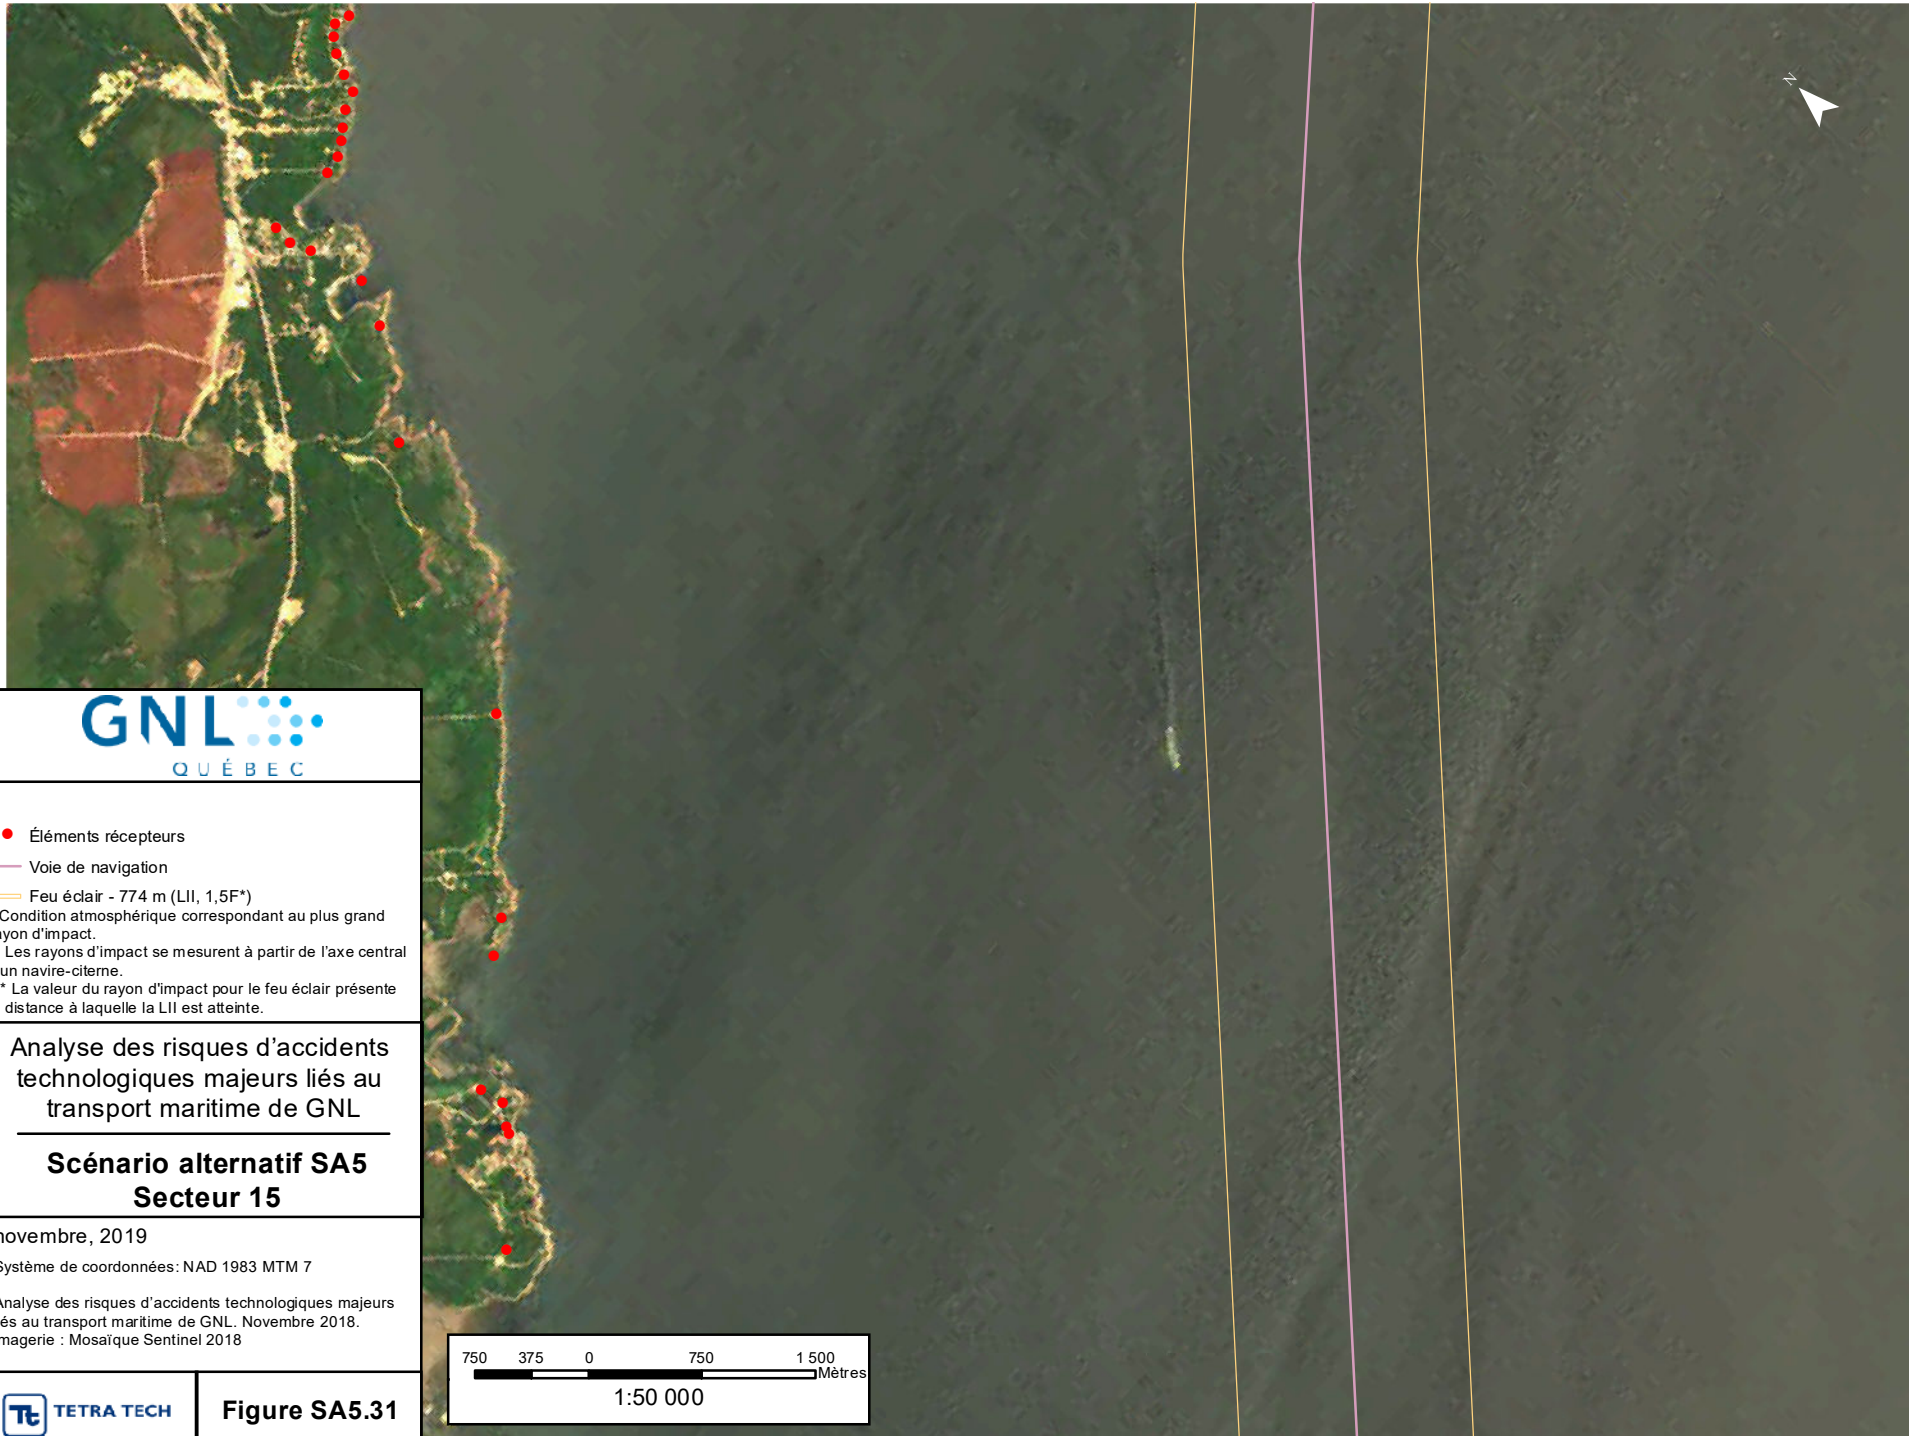 N
GNL
QUÉBEC
Éléments récepteurs
Voie de navigation
Feu éclair - 774 m (LII, 1,5F*)
Condition atmosphérique correspondant au plus grand
yon d'impact.
Les rayons d'impact se mesurent à partir de l'axe central
un navire-citerne.
* La valeur du rayon d'impact pour le feu éclair présente
distance à laquelle la LII est atteinte.
Analyse des risques d'accidents
technologiques majeurs liés au
transport maritime de GNL
Scénario alternatif SA5
Secteur 15
novembre, 2019
Système de coordonnées: NAD 1983 MTM 7
Analyse des risques d'accidents technologiques majeurs
és au transport maritime de GNL. Novembre 2018.
magerie : Mosaïque Sentinel 2018
TETRA TECH
Figure SA5.31
750 375 0 750 1 500
Mètres
1:50 000